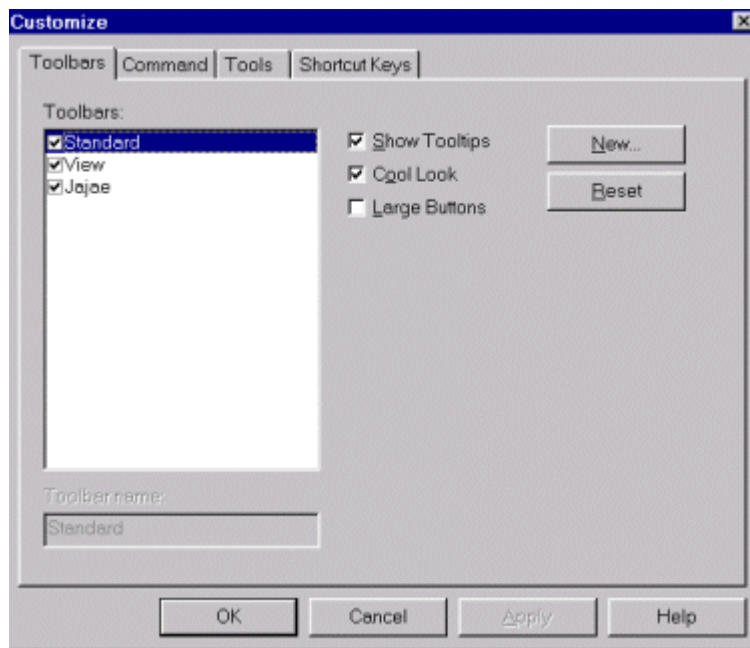 Customize
Toolbars Command Tools Shortcut Keys
Toolbars:
Standard
View
Jajae
Show Tooltips
Cool Look
Large Buttons
New...
Reset
Toolbar name:
Standard
OK Cancel Apply Help